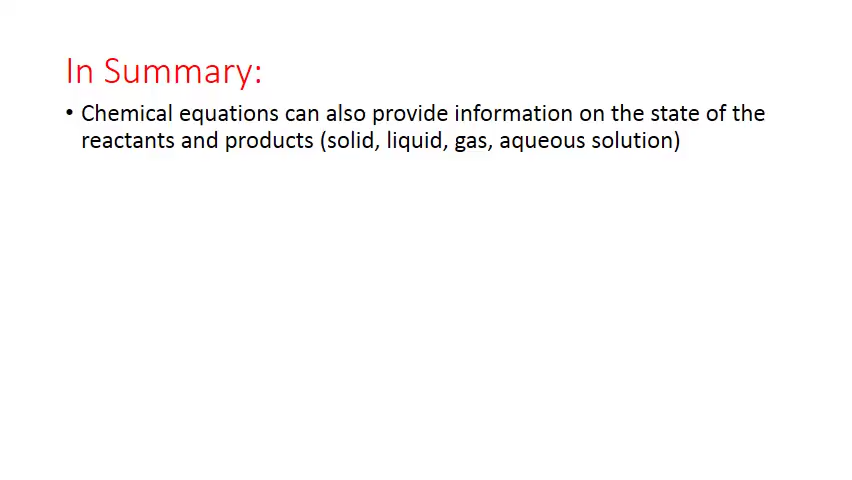 In Summary:
• Chemical equations can also provide information on the state of the
reactants and products (solid, liquid, gas, aqueous solution)